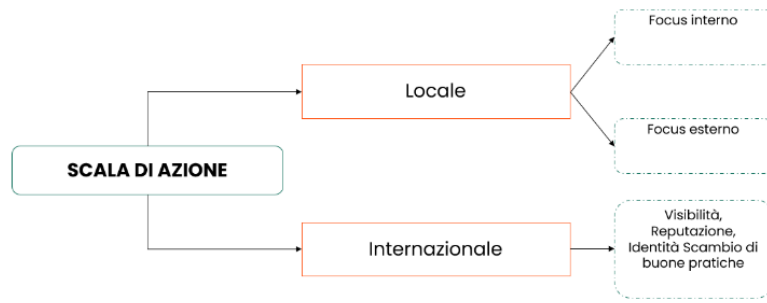 SCALA DI AZIONE
Locale
Focus interno
Focus esterno
Internazionale
Visibilità,
Reputazione,
Identità Scambio di
buone pratiche